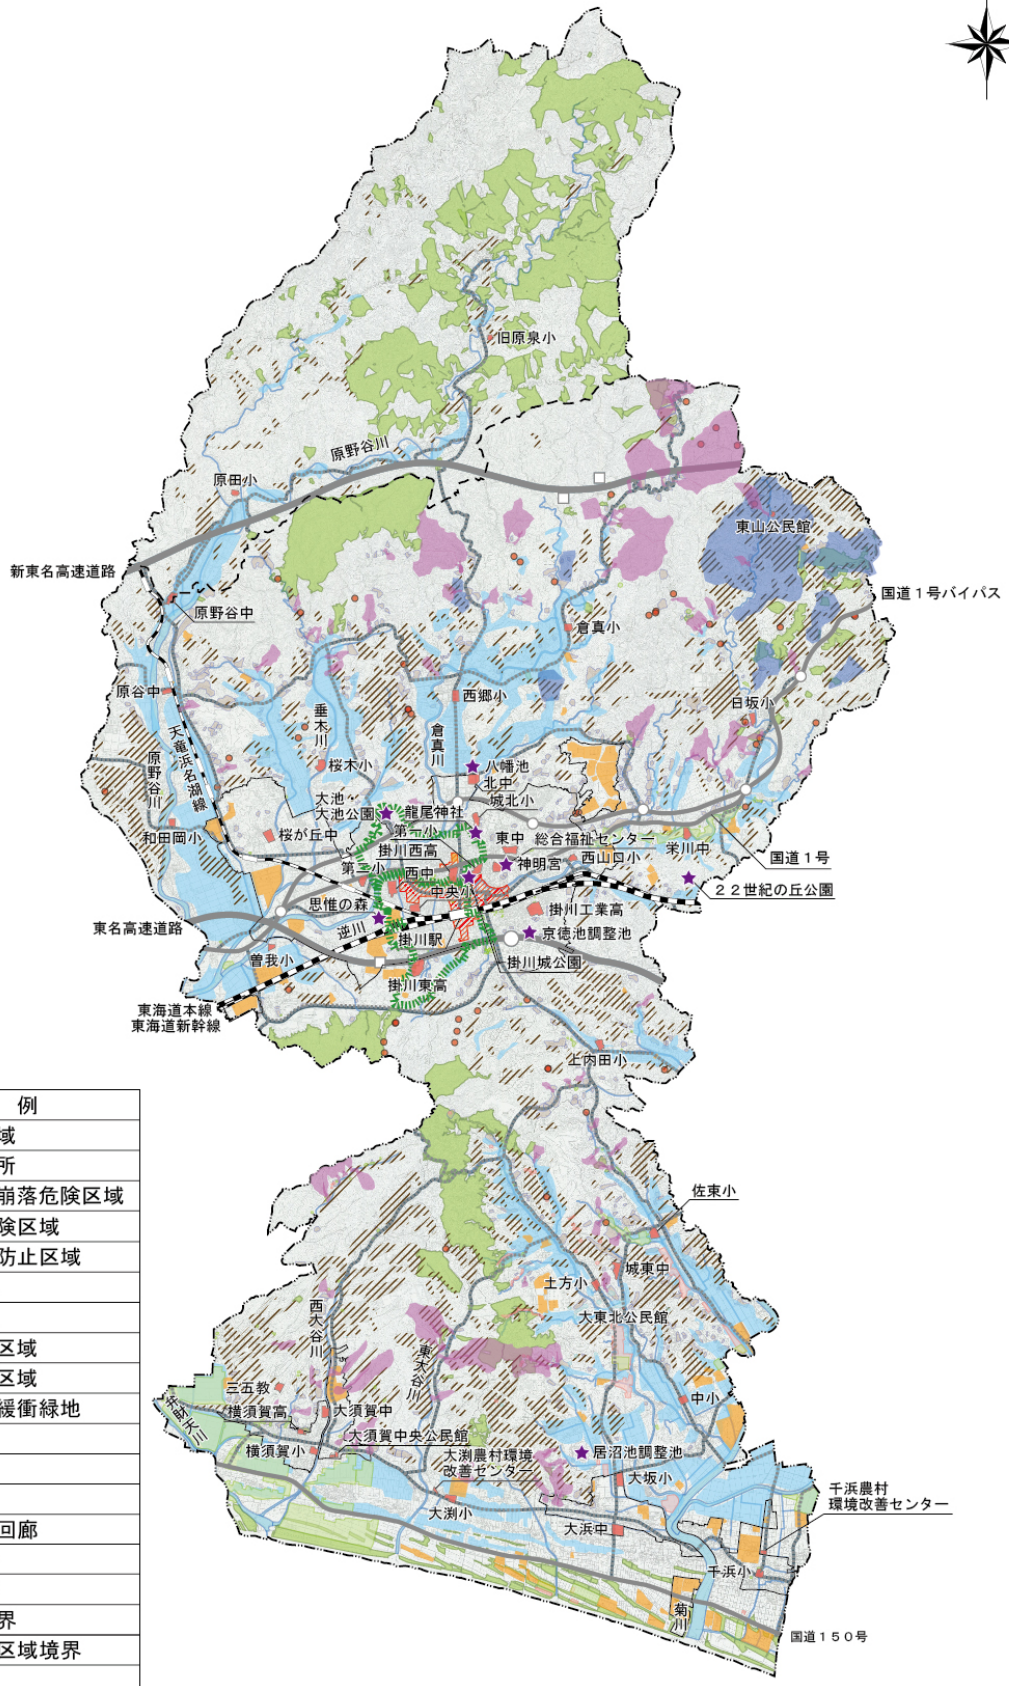 旧原泉小
原野谷川
原田小
東山公民館
新東名高速道路
国道１号バイパス
原野谷中
倉真小
原谷中
西郷小
日坂小
天竜浜名湖線
垂木川
倉真川
原野谷川
桜木小
八幡池
北中
大池
大池公園
龍尾神社
城北小
和田岡小
桜が丘中
第一小
東中
総合福祉センター
栄川中
国道１号
掛川西高
神明宮
西山口小
第二小
西中
中央小
２２世紀の丘公園
思惟の森
掛川工業高
東名高速道路
逆川
掛川駅
京徳池調整池
曽我小
掛川城公園
掛川東高
東海道本線
東海道新幹線
上内田小
例
域
所
崩落危険区域
険区域
防止区域
区域
区域
緩衝緑地
回廊
界
区域境界
佐東小
城東中
土方小
大東北公民館
西大谷川
東大谷川
三五教
弁財天川
横須賀高
大須賀中
中小
大須賀中央公民館
横須賀小
大渕農村環境
改善センター
居沼池調整池
大坂小
千浜農村
環境改善センター
大渕小
大浜中
千浜小
菊川
国道１５０号